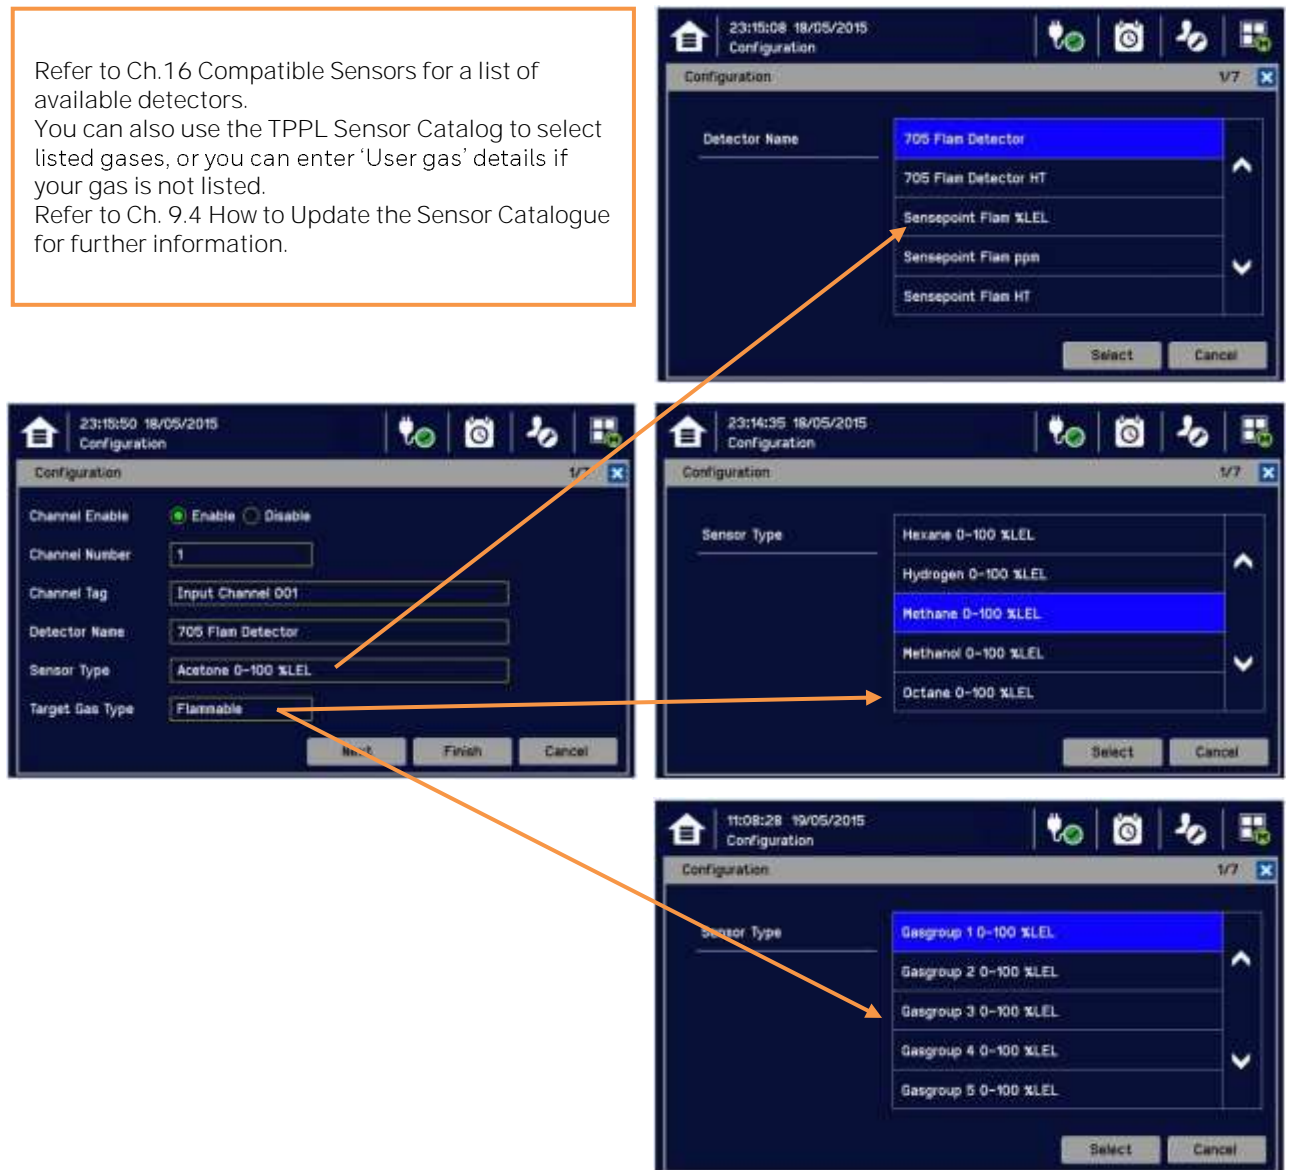 Refer to Ch.16 Compatible Sensors for a list of
available detectors.
You can also use the TPPL Sensor Catalog to select
listed gases, or you can enter ‘User gas’ details if
your gas is not listed.
Refer to Ch. 9.4 How to Update the Sensor Catalogue
for further information.
23:15:08 18/05/2015
Configuration
Configuration 1/7
Detector Name
705 Flam Detector
705 Flam Detector HT
Sensepoint Flam %LEL
Sensepoint Flam ppm
Sensepoint Flam HT
Select Cancel
23:15:50 18/05/2015
Configuration
Configuration 1/7
Channel Enable Enable Disable
Channel Number 1
Channel Tag Input Channel 001
Detector Name 705 Flam Detector
Sensor Type Acetone 0-100 %LEL
Target Gas Type Flammable
Next Finish Cancel
23:14:35 18/05/2015
Configuration
Configuration 1/7
Sensor Type
Hexane 0-100 %LEL
Hydrogen 0-100 %LEL
Methane 0-100 %LEL
Methanol 0-100 %LEL
Octane 0-100 %LEL
Select Cancel
11:08:28 19/05/2015
Configuration
Configuration 1/7
Sensor Type
Gasgroup 1 0-100 %LEL
Gasgroup 2 0-100 %LEL
Gasgroup 3 0-100 %LEL
Gasgroup 4 0-100 %LEL
Gasgroup 5 0-100 %LEL
Select Cancel